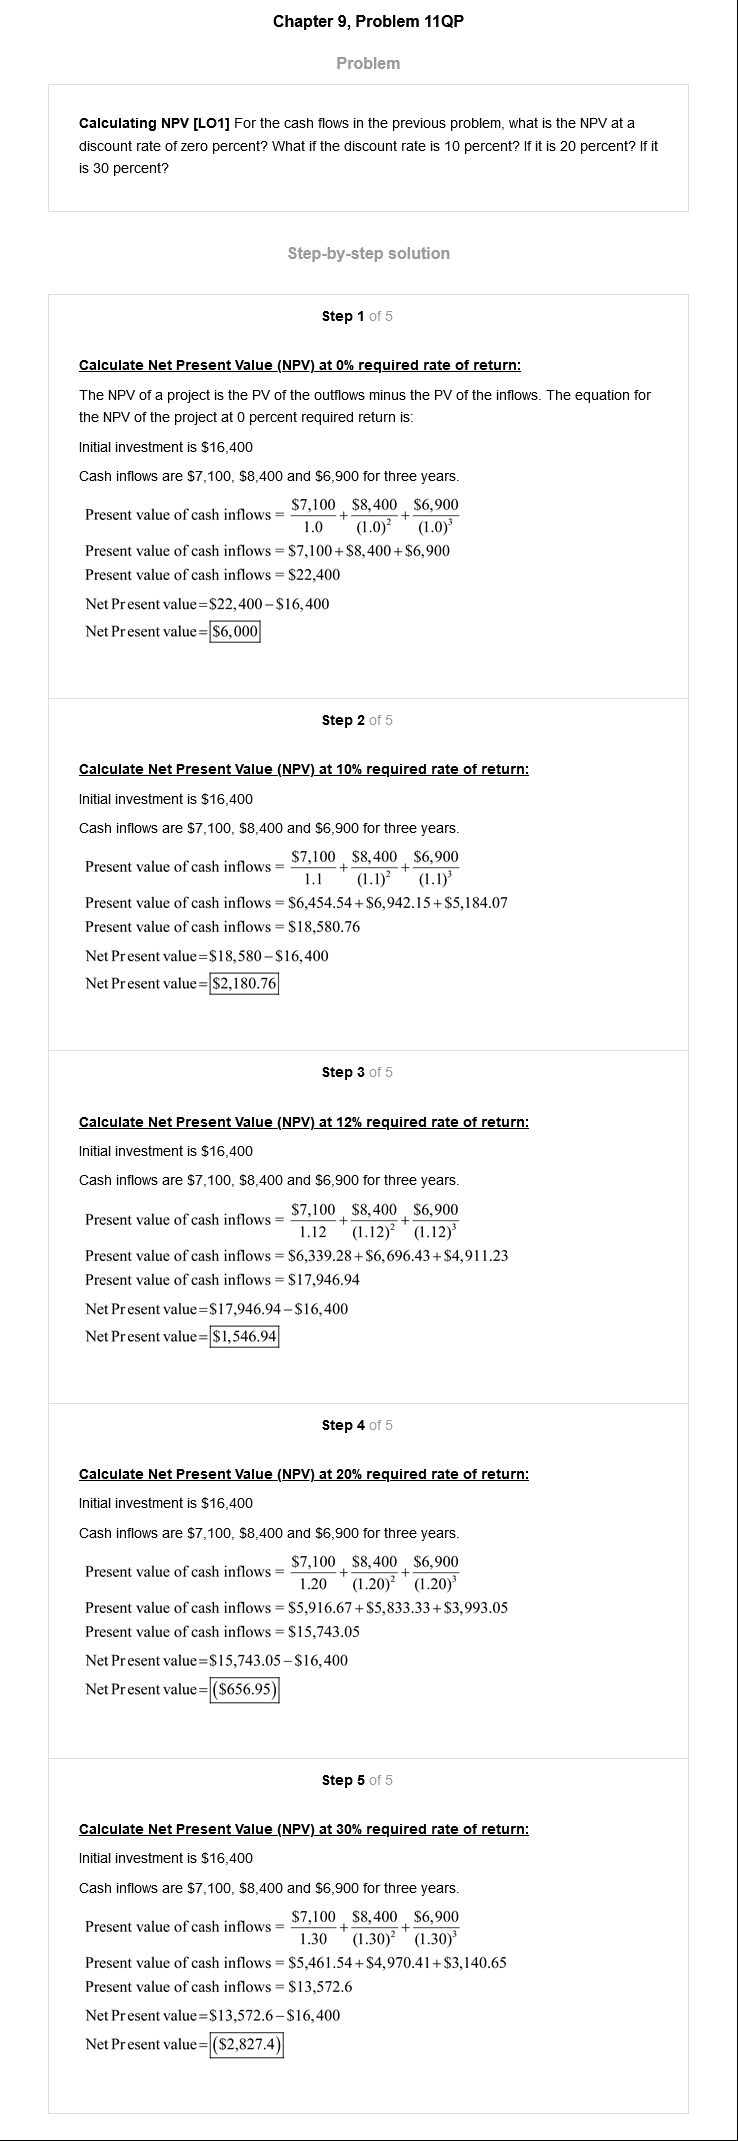 Chapter 9, Problem 11QP
Problem
Calculating NPV [LO1] For the cash flows in the previous problem, what is the NPV at a
discount rate of zero percent? What if the discount rate is 10 percent? If it is 20 percent? If it
is 30 percent?
Step-by-step solution
Step 1 of 5
Calculate Net Present Value (NPV) at 0% required rate of return:
The NPV of a project is the PV of the outflows minus the PV of the inflows. The equation for
the NPV of the project at 0 percent required return is:
Initial investment is $16,400
Cash inflows are $7,100, $8,400 and $6,900 for three years.
Present value of cash inflows = $7,100/1.0 + $8,400/(1.0)² + $6,900/(1.0)³
Present value of cash inflows = $7,100+$8,400+$6,900
Present value of cash inflows = $22,400
Net Present value=$22,400−$16,400
Net Present value=$6,000
Step 2 of 5
Calculate Net Present Value (NPV) at 10% required rate of return:
Initial investment is $16,400
Cash inflows are $7,100, $8,400 and $6,900 for three years.
Present value of cash inflows = $7,100/1.1 + $8,400/(1.1)² + $6,900/(1.1)³
Present value of cash inflows = $6,454.54+$6,942.15+$5,184.07
Present value of cash inflows = $18,580.76
Net Present value=$18,580−$16,400
Net Present value=$2,180.76
Step 3 of 5
Calculate Net Present Value (NPV) at 12% required rate of return:
Initial investment is $16,400
Cash inflows are $7,100, $8,400 and $6,900 for three years.
Present value of cash inflows = $7,100/1.12 + $8,400/(1.12)² + $6,900/(1.12)³
Present value of cash inflows = $6,339.28+$6,696.43+$4,911.23
Present value of cash inflows = $17,946.94
Net Present value=$17,946.94−$16,400
Net Present value=$1,546.94
Step 4 of 5
Calculate Net Present Value (NPV) at 20% required rate of return:
Initial investment is $16,400
Cash inflows are $7,100, $8,400 and $6,900 for three years.
Present value of cash inflows = $7,100/1.20 + $8,400/(1.20)² + $6,900/(1.20)³
Present value of cash inflows = $5,916.67+$5,833.33+$3,993.05
Present value of cash inflows = $15,743.05
Net Present value=$15,743.05−$16,400
Net Present value=($656.95)
Step 5 of 5
Calculate Net Present Value (NPV) at 30% required rate of return:
Initial investment is $16,400
Cash inflows are $7,100, $8,400 and $6,900 for three years.
Present value of cash inflows = $7,100/1.30 + $8,400/(1.30)² + $6,900/(1.30)³
Present value of cash inflows = $5,461.54+$4,970.41+$3,140.65
Present value of cash inflows = $13,572.6
Net Present value=$13,572.6−$16,400
Net Present value=($2,827.4)